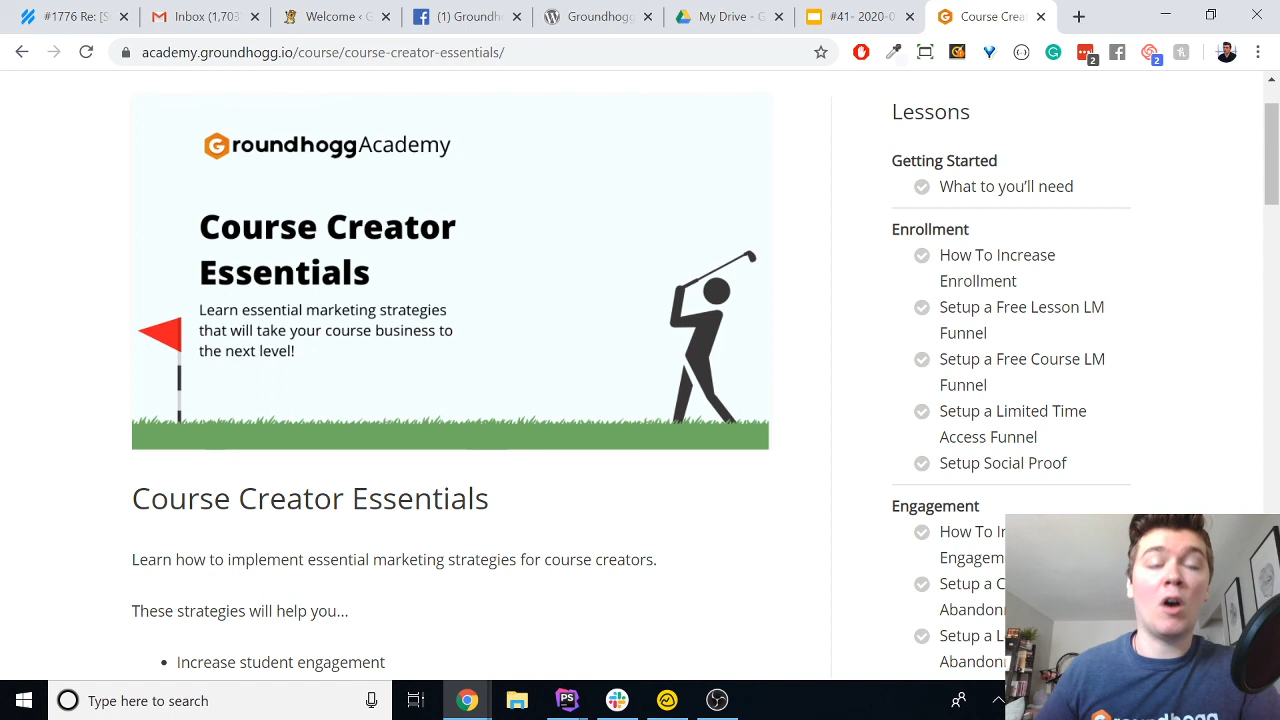 #1776 Re: [S
Inbox (1,703
Welcome ‹ G
(1) Groundh
Groundhogg
My Drive - G
#41- 2020-0
Course Crea
academy.groundhogg.io/course/course-creator-essentials/
2
2
GroundhoggAcademy
Course Creator
Essentials
Learn essential marketing strategies
that will take your course business to
the next level!
Course Creator Essentials
Learn how to implement essential marketing strategies for course creators.
These strategies will help you...
• Increase student engagement
Lessons
Getting Started
What to you'll need
Enrollment
How To Increase
Enrollment
Setup a Free Lesson LM
Funnel
Setup a Free Course LM
Funnel
Setup a Limited Time
Access Funnel
Setup Social Proof
Engagement
How To In
Engagem
Setup a C
Abandon
Setup a L
Abandon
Groundhogg
Type here to search
PS